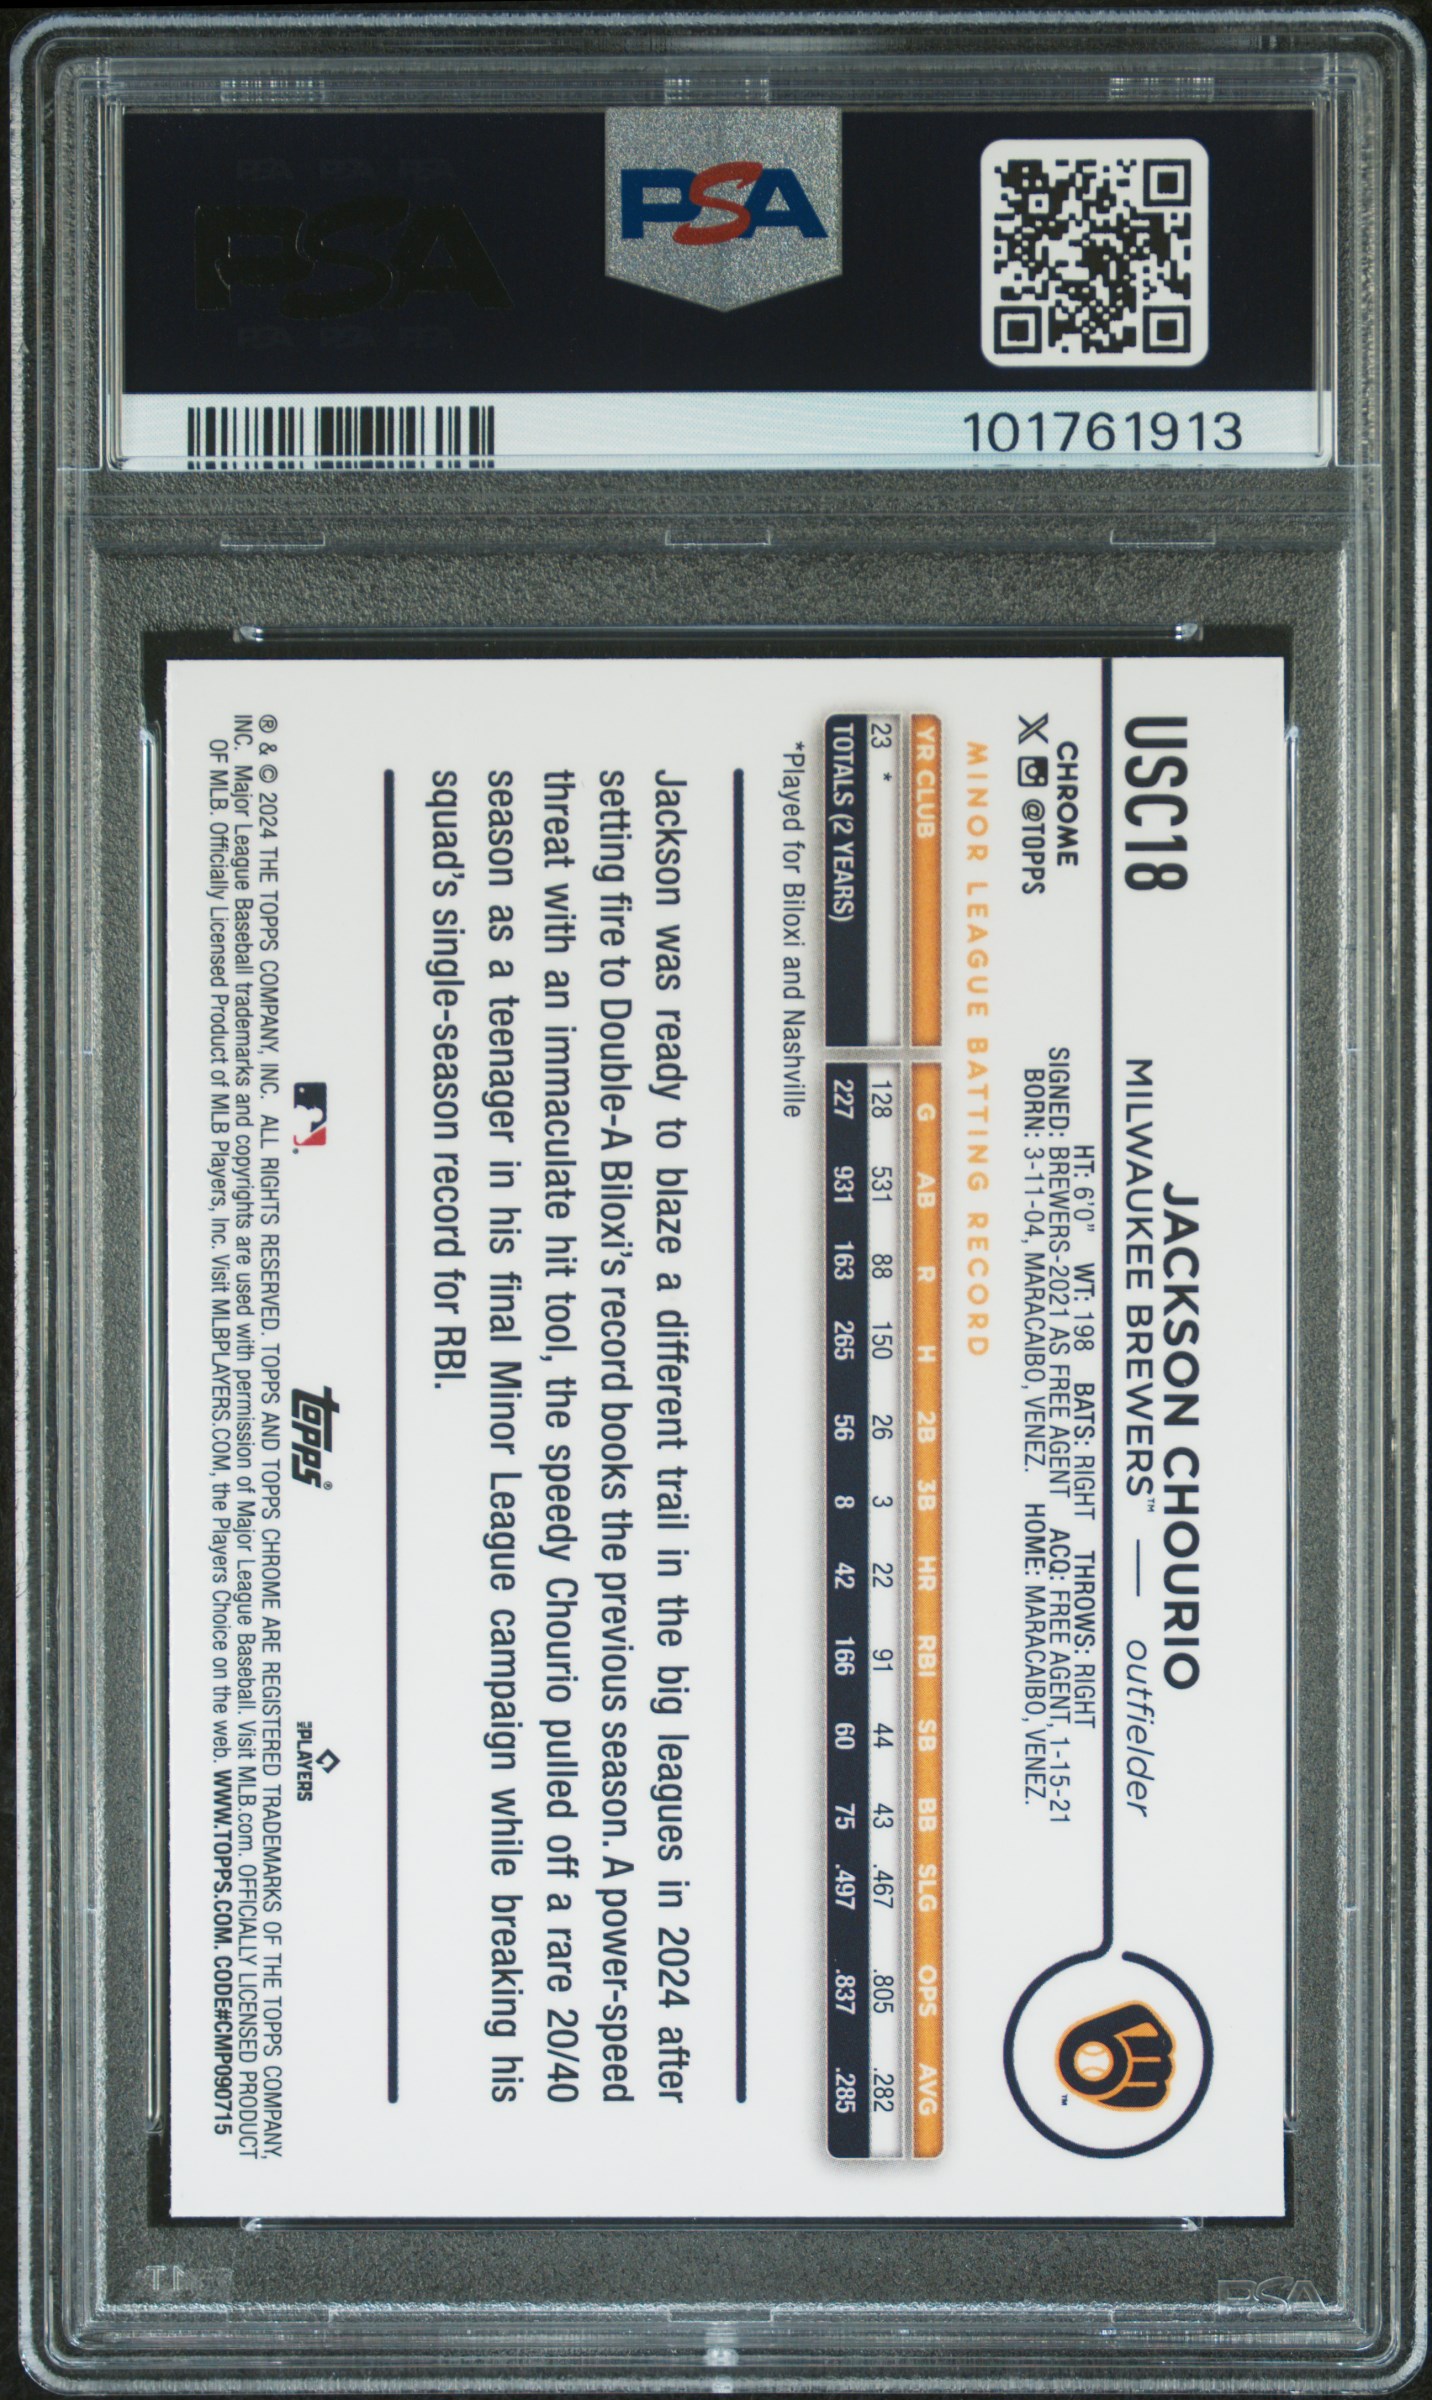 PSA
PSA PSA PSA
PSA
PSA PSA PSA
101761913
USC18
JACKSON CHOURIO
MILWAUKEE BREWERS™ — outfielder
CHROME
X @TOPPS
HT: 6'0" WT: 198 BATS: RIGHT THROWS: RIGHT
SIGNED: BREWERS-2021 AS FREE AGENT ACQ: FREE AGENT, 1-15-21
BORN: 3-11-04, MARACAIBO, VENEZ. HOME: MARACAIBO, VENEZ.
MINOR LEAGUE BATTING RECORD
YR CLUB G AB R H 2B 3B HR RBI SB BB SLG OPS AVG
23 * 128 531 88 150 26 3 22 91 44 43 .467 .805 .282
TOTALS (2 YEARS) 227 931 163 265 56 8 42 166 60 75 .497 .837 .285
*Played for Biloxi and Nashville
Jackson was ready to blaze a different trail in the big leagues in 2024 after
setting fire to Double-A Biloxi's record books the previous season. A power-speed
threat with an immaculate hit tool, the speedy Chourio pulled off a rare 20/40
season as a teenager in his final Minor League campaign while breaking his
squad's single-season record for RBI.
topps®
MLB PLAYERS
® & © 2024 THE TOPPS COMPANY, INC. ALL RIGHTS RESERVED. TOPPS AND TOPPS CHROME ARE REGISTERED TRADEMARKS OF THE TOPPS COMPANY,
INC. Major League Baseball trademarks and copyrights are used with permission of Major League Baseball. Visit MLB.com. OFFICIALLY LICENSED PRODUCT
OF MLB. Officially Licensed Product of MLB Players, Inc. Visit MLBPLAYERS.COM, the Players Choice on the web. WWW.TOPPS.COM. CODE#CMP090715
PSA